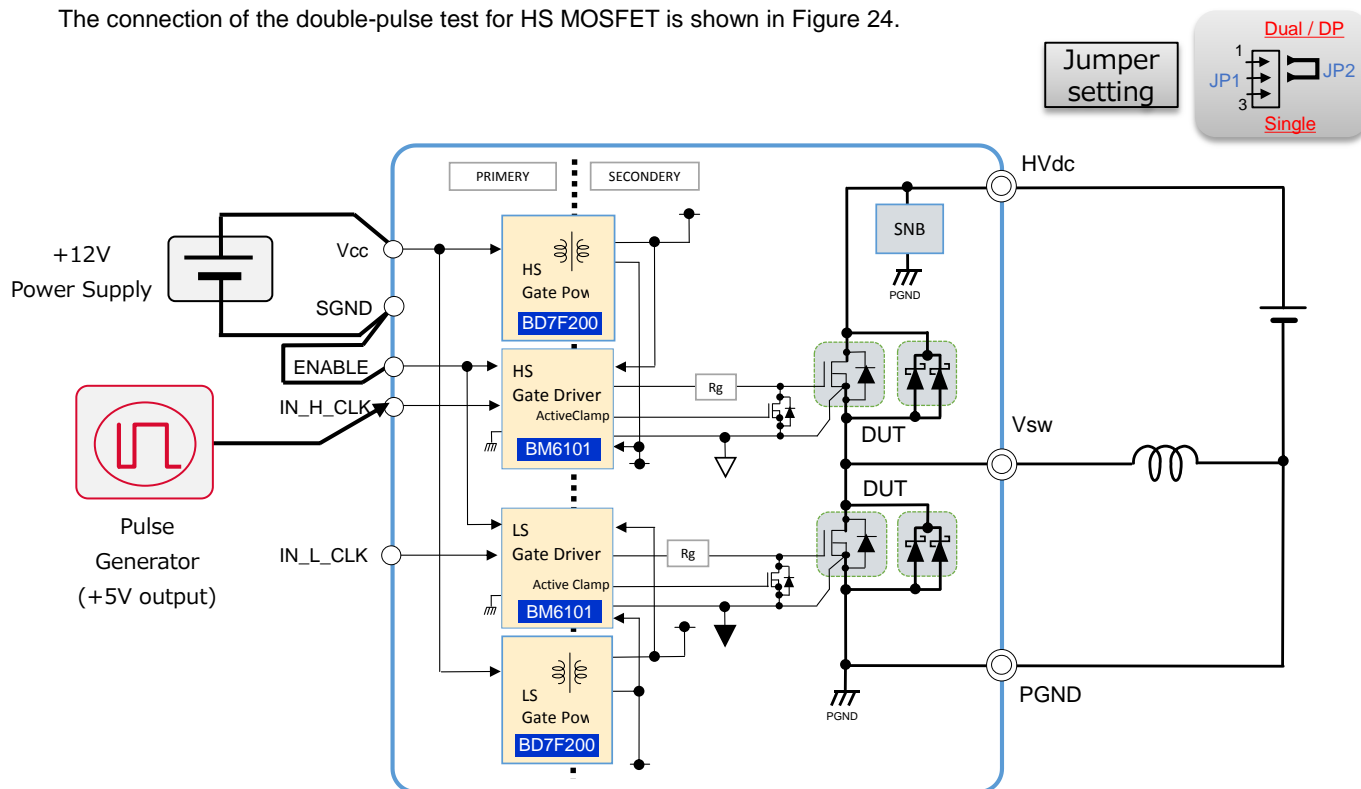 The connection of the double-pulse test for HS MOSFET is shown in Figure 24.
Jumper
setting
Dual / DP
1
JP1
JP2
3
Single
PRIMERY
SECONDERY
HVdc
SNB
PGND
+12V
Power Supply
Vcc
SGND
HS
Gate Pow
BD7F200
ENABLE
IN_H_CLK
HS
Gate Driver
ActiveClamp
BM6101
Rg
DUT
Vsw
DUT
Pulse
Generator
(+5V output)
IN_L_CLK
LS
Gate Driver
Active Clamp
BM6101
Rg
LS
Gate Pow
BD7F200
PGND
PGND